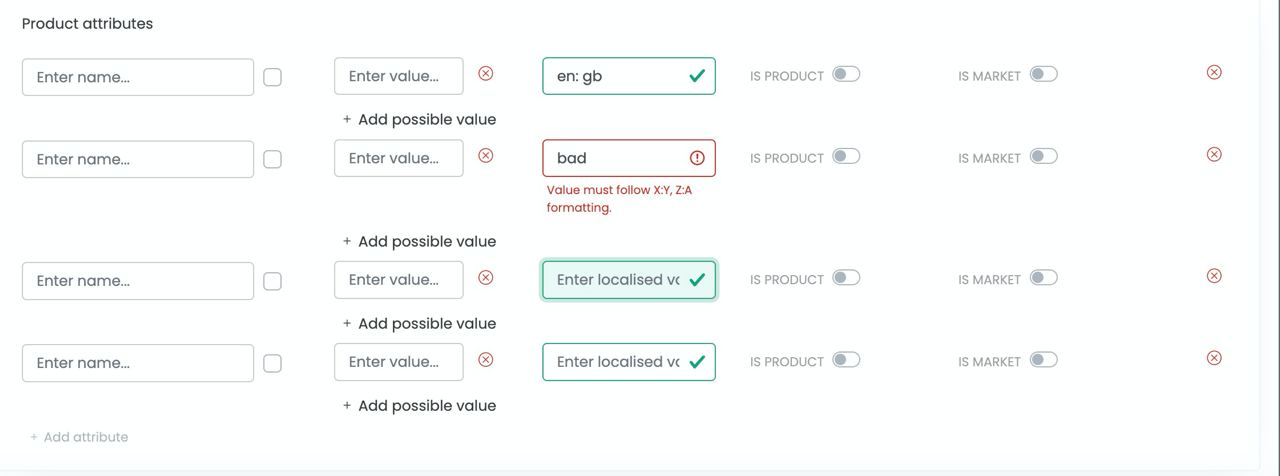 Product attributes
Enter name... Enter value... en: gb IS PRODUCT IS MARKET
+ Add possible value
Enter name... Enter value... bad IS PRODUCT IS MARKET
Value must follow X:Y, Z:A
formatting.
+ Add possible value
Enter name... Enter value... Enter localised IS PRODUCT IS MARKET
+ Add possible value
Enter name... Enter value... Enter localised IS PRODUCT IS MARKET
+ Add possible value
+ Add attribute